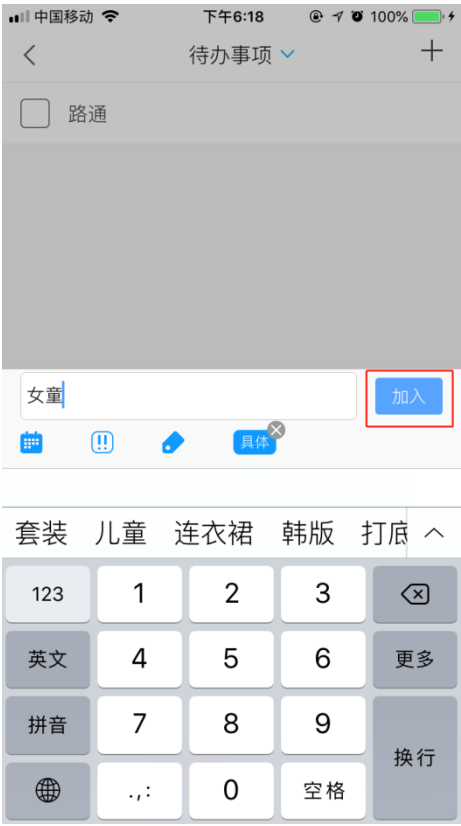 中国移动 下午6:18 100%
待办事项
路通
女童 加入
具体
套装 儿童 连衣裙 韩版 打底
123 1 2 3
英文 4 5 6 更多
拼音 7 8 9
换行
.,: 0 空格